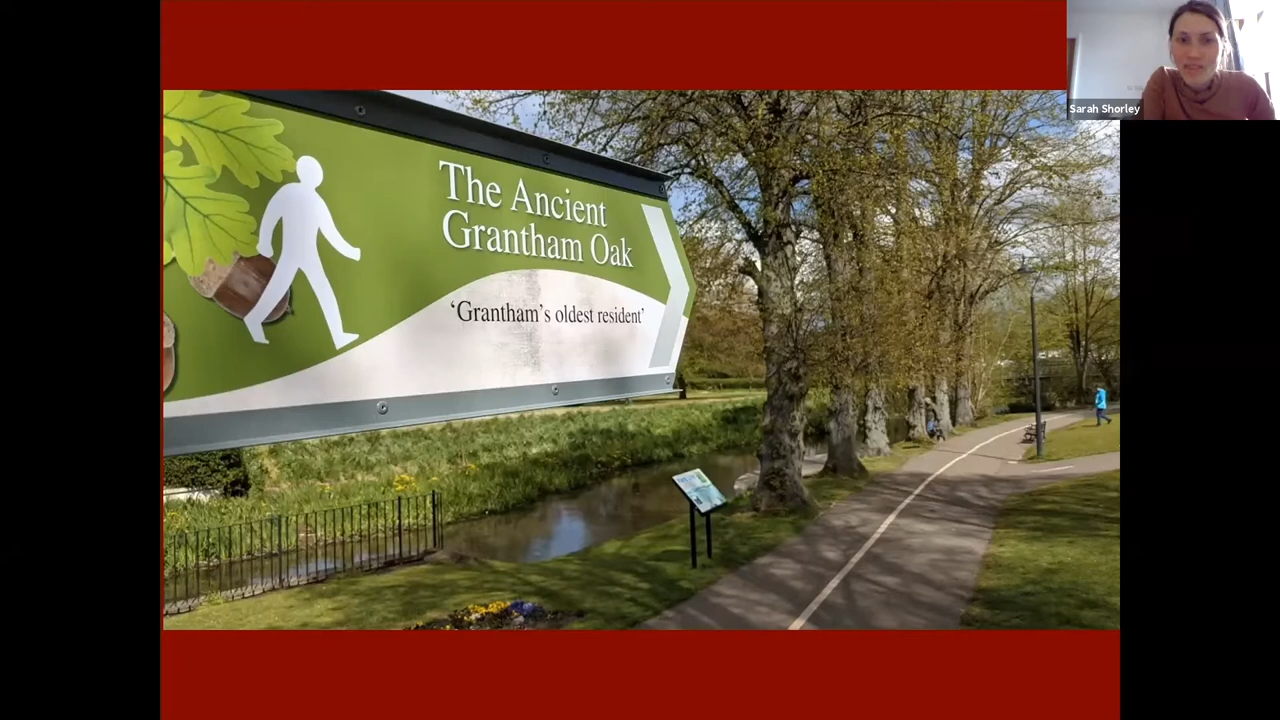 The Ancient
Grantham Oak
‘Grantham’s oldest resident’
Sarah Shorley